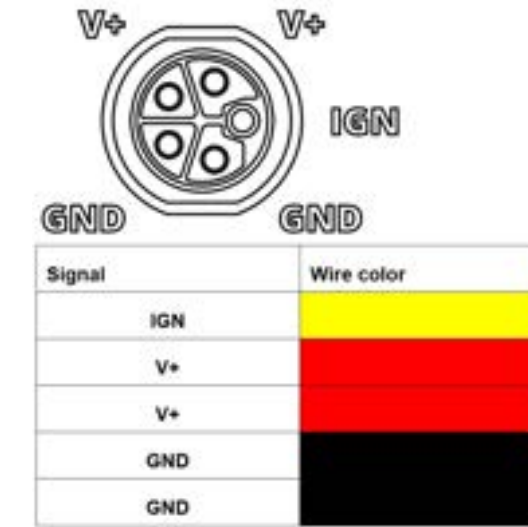 V+ V+
IGN
GND GND
Signal Wire color
IGN
V+
V+
GND
GND